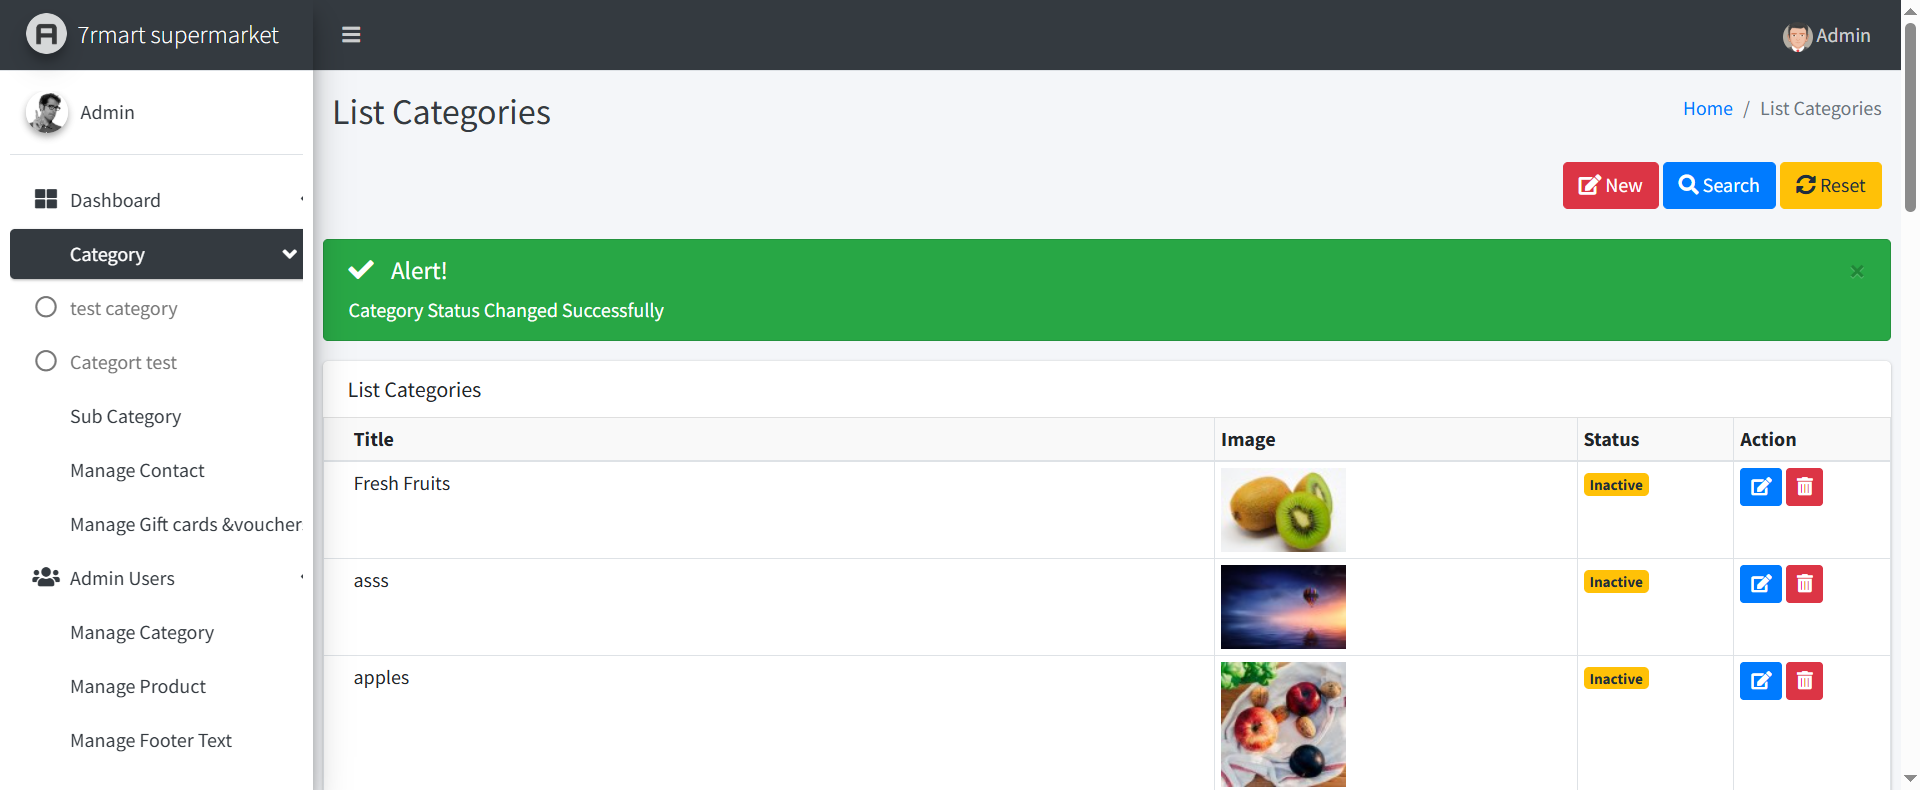 7rmart supermarket
Admin
Admin
Dashboard
Category
test category
Categort test
Sub Category
Manage Contact
Manage Gift cards &voucher
Admin Users
Manage Category
Manage Product
Manage Footer Text
List Categories
Home / List Categories
New
Search
Reset
Alert!
×
Category Status Changed Successfully
List Categories
Title Image Status Action
Fresh Fruits Inactive
asss Inactive
apples Inactive